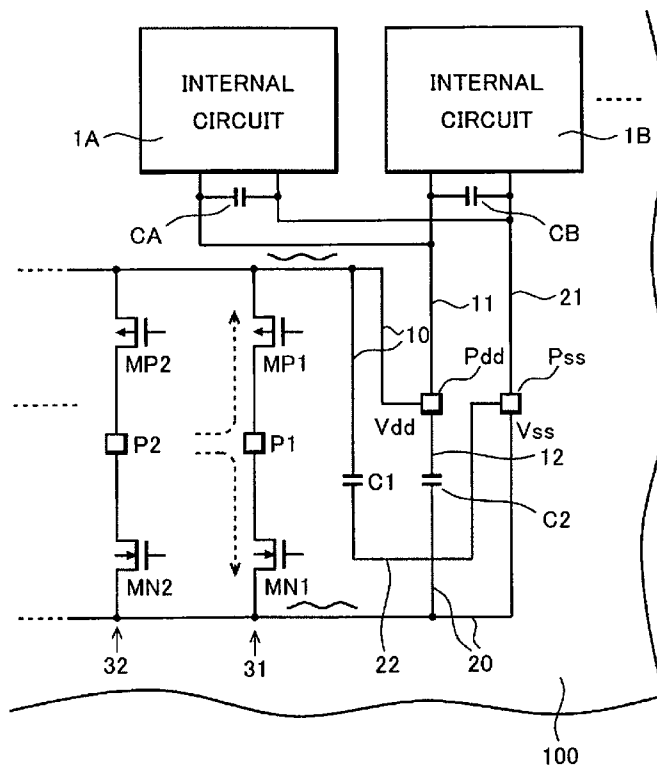 INTERNAL
CIRCUIT
INTERNAL
CIRCUIT
1A
1B
CA
CB
11
21
10
MP2
MP1
Pdd
Pss
Vdd
Vss
P2
P1
12
C1
C2
MN2
MN1
32
31
22
20
100